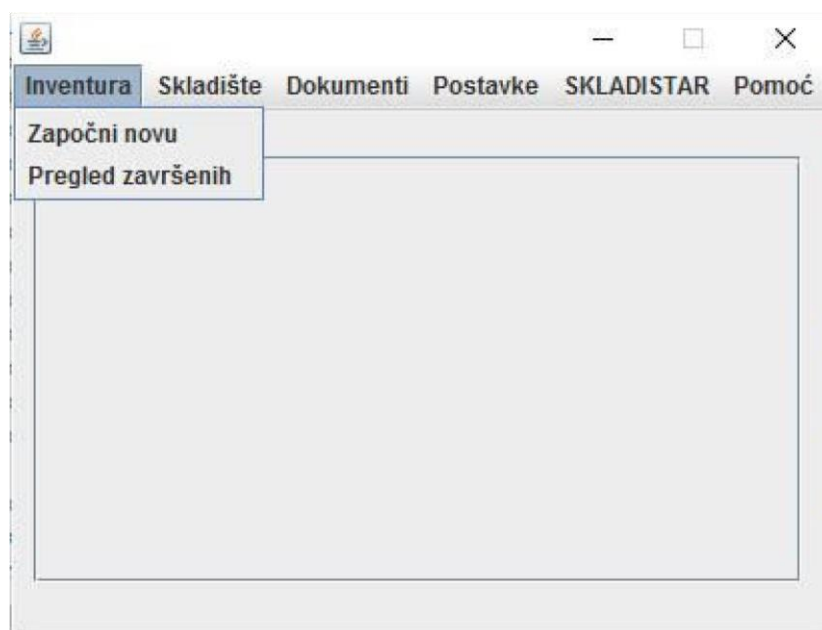 Inventura Skladište Dokumenti Postavke SKLADISTAR Pomoć
Započni novu
Pregled završenih